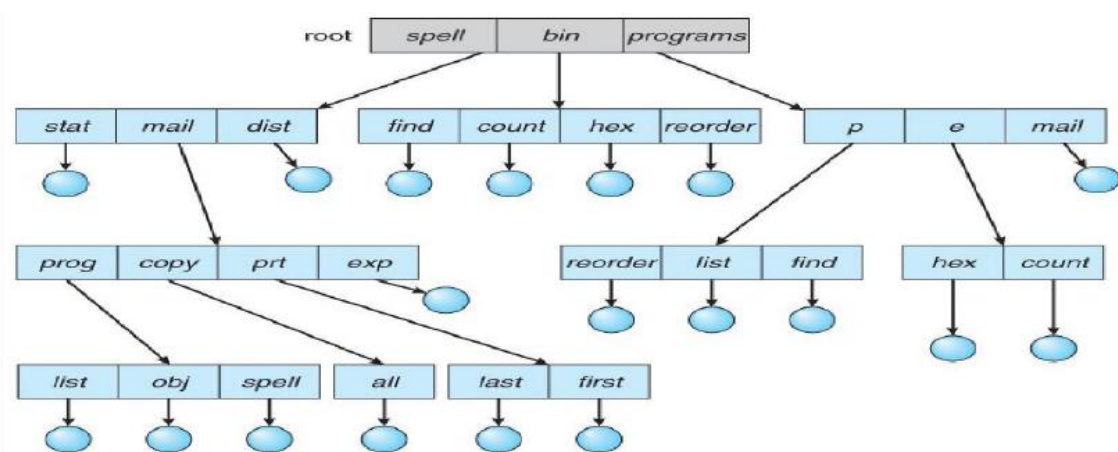 root spell bin programs
stat mail dist find count hex reorder p e mail
prog copy prt exp reorder list find hex count
list obj spell all last first